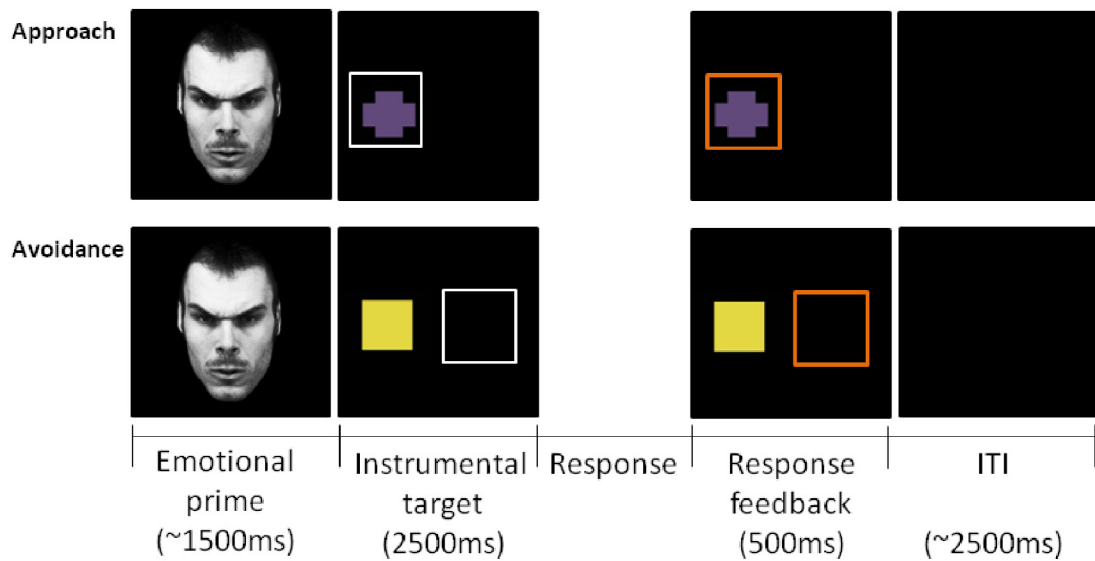 Approach
Avoidance
Emotional
prime
(~1500ms)
Instrumental
target
(2500ms)
Response
Response
feedback
(500ms)
ITI
(~2500ms)